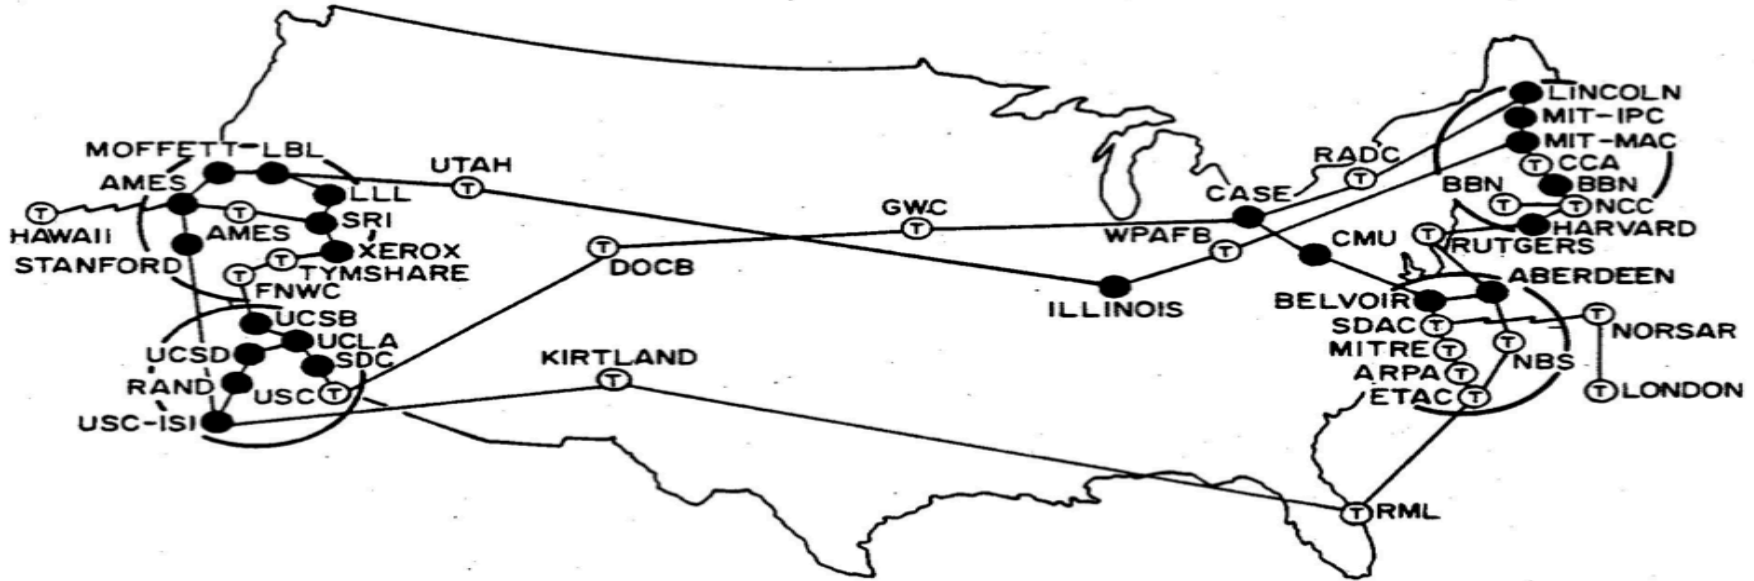 LINCOLN
MIT-IPC
MIT-MAC
T CCA
BBN
BBN
T
T NCC
HARVARD
T RUTGERS
RADC
T
CASE
GWC
T
WPAFB
T
CMU
ABERDEEN
BELVOIR
SDAC T
T NORSAR
MITRE T
T NBS
ARPA T
ETAC T
T LONDON
ILLINOIS
MOFFETT-LBL
UTAH
T
AMES
LLL
T
HAWAII
T
AMES
SRI
XEROX
STANFORD
T TYMSHARE
T
FNWC
T
DOCB
UCSB
UCLA
UCSD
SDC
RAND
USC T
USC-ISI
KIRTLAND
T
T RML